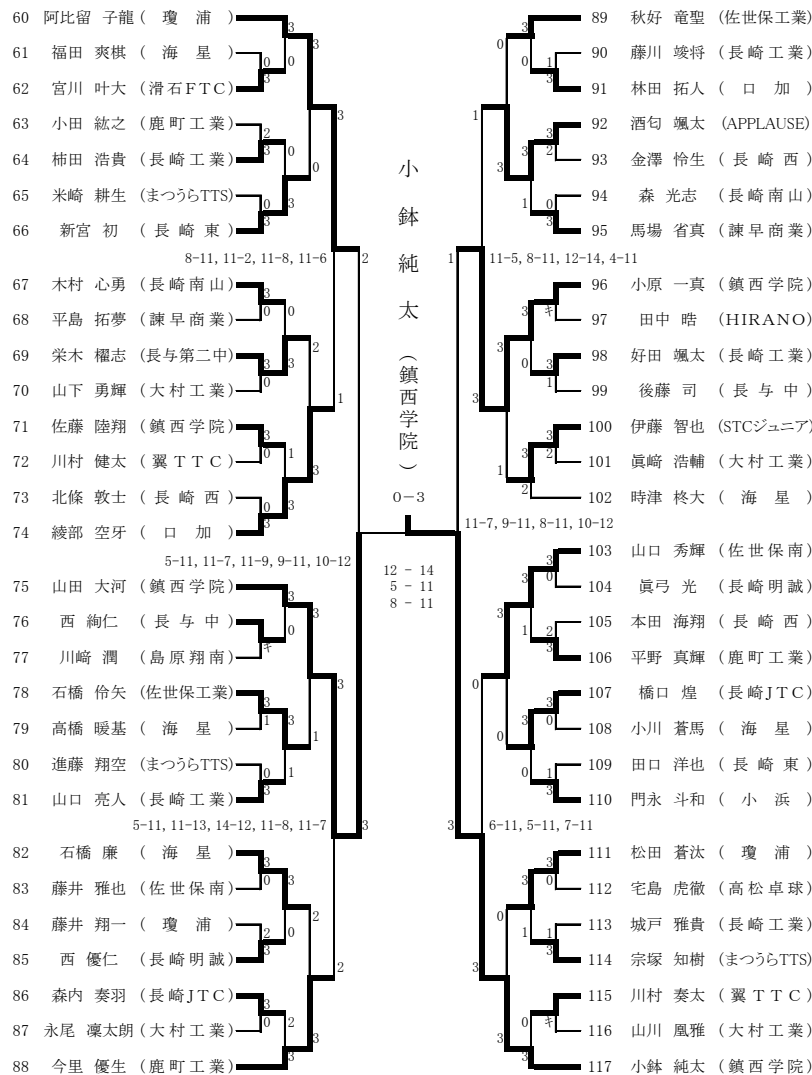 60 阿比留 子龍 (瓊浦)
61 福田 爽棋 (海星)
62 宮川 叶大 (滑石FTC)
63 小田 紘之 (鹿町工業)
64 柿田 浩貴 (長崎工業)
65 米崎 耕生 (まつうらTTS)
66 新宮 初 (長崎東)
8-11, 11-2, 11-8, 11-6
67 木村 心勇 (長崎南山)
68 平島 拓夢 (諫早商業)
69 栄木 櫂志 (長与第二中)
70 山下 勇輝 (大村工業)
71 佐藤 陸翔 (鎮西学院)
72 川村 健太 (翼TTC)
73 北條 敦士 (長崎西)
74 綾部 空牙 (口加)
5-11, 11-7, 11-9, 9-11, 10-12
75 山田 大河 (鎮西学院)
76 西 絢仁 (長与中)
77 川﨑 潤 (島原翔南)
78 石橋 伶矢 (佐世保工業)
79 高橋 暖基 (海星)
80 進藤 翔空 (まつうらTTS)
81 山口 亮人 (長崎工業)
5-11, 11-13, 14-12, 11-8, 11-7
82 石橋 廉 (海星)
83 藤井 雅也 (佐世保南)
84 藤井 翔一 (瓊浦)
85 西 優仁 (長崎明誠)
86 森内 奏羽 (長崎JTC)
87 永尾 凜太朗 (大村工業)
88 今里 優生 (鹿町工業)
小鉢純太(鎮西学院)
0-3
12 - 14
5 - 11
8 - 11
89 秋好 竜聖 (佐世保工業)
90 藤川 竣将 (長崎工業)
91 林田 拓人 (口加)
92 酒匂 颯太 (APPLAUSE)
93 金澤 怜生 (長崎西)
94 森 光志 (長崎南山)
95 馬場 省真 (諫早商業)
11-5, 8-11, 12-14, 4-11
96 小原 一真 (鎮西学院)
97 田中 晧 (HIRANO)
98 好田 颯太 (長崎工業)
99 後藤 司 (長与中)
100 伊藤 智也 (STCジュニア)
101 眞﨑 浩輔 (大村工業)
102 時津 柊大 (海星)
11-7, 9-11, 8-11, 10-12
103 山口 秀輝 (佐世保南)
104 眞弓 光 (長崎明誠)
105 本田 海翔 (長崎西)
106 平野 真輝 (鹿町工業)
107 橋口 煌 (長崎JTC)
108 小川 蒼馬 (海星)
109 田口 洋也 (長崎東)
110 門永 斗和 (小浜)
6-11, 5-11, 7-11
111 松田 蒼汰 (瓊浦)
112 宅島 虎徹 (高松卓球)
113 城戸 雅貴 (長崎工業)
114 宗塚 知樹 (まつうらTTS)
115 川村 奏太 (翼TTC)
116 山川 凰雅 (大村工業)
117 小鉢 純太 (鎮西学院)